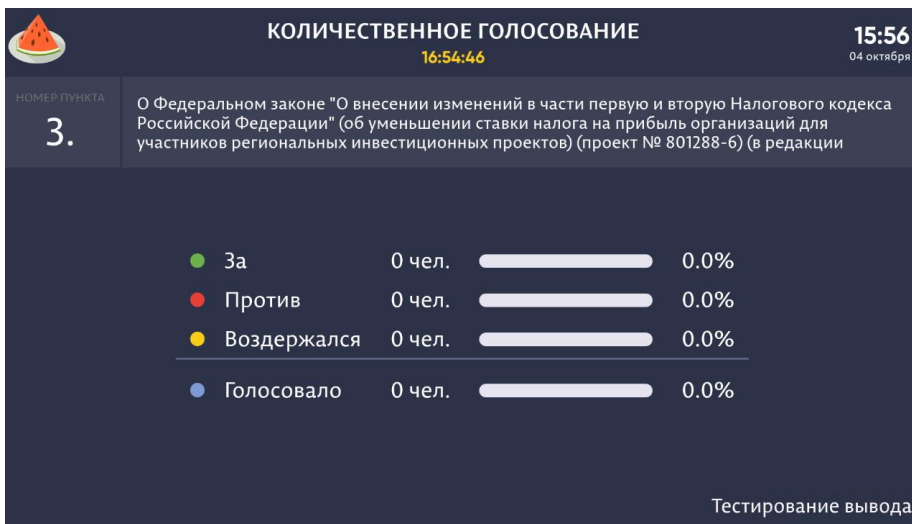 КОЛИЧЕСТВЕННОЕ ГОЛОСОВАНИЕ
16:54:46
15:56
04 октября
НОМЕР ПУНКТА
3.
О Федеральном законе "О внесении изменений в части первую и вторую Налогового кодекса
Российской Федерации" (об уменьшении ставки налога на прибыль организаций для
участников региональных инвестиционных проектов) (проект № 801288-6) (в редакции
За 0 чел. 0.0%
Против 0 чел. 0.0%
Воздержался 0 чел. 0.0%
Голосовало 0 чел. 0.0%
Тестирование вывода